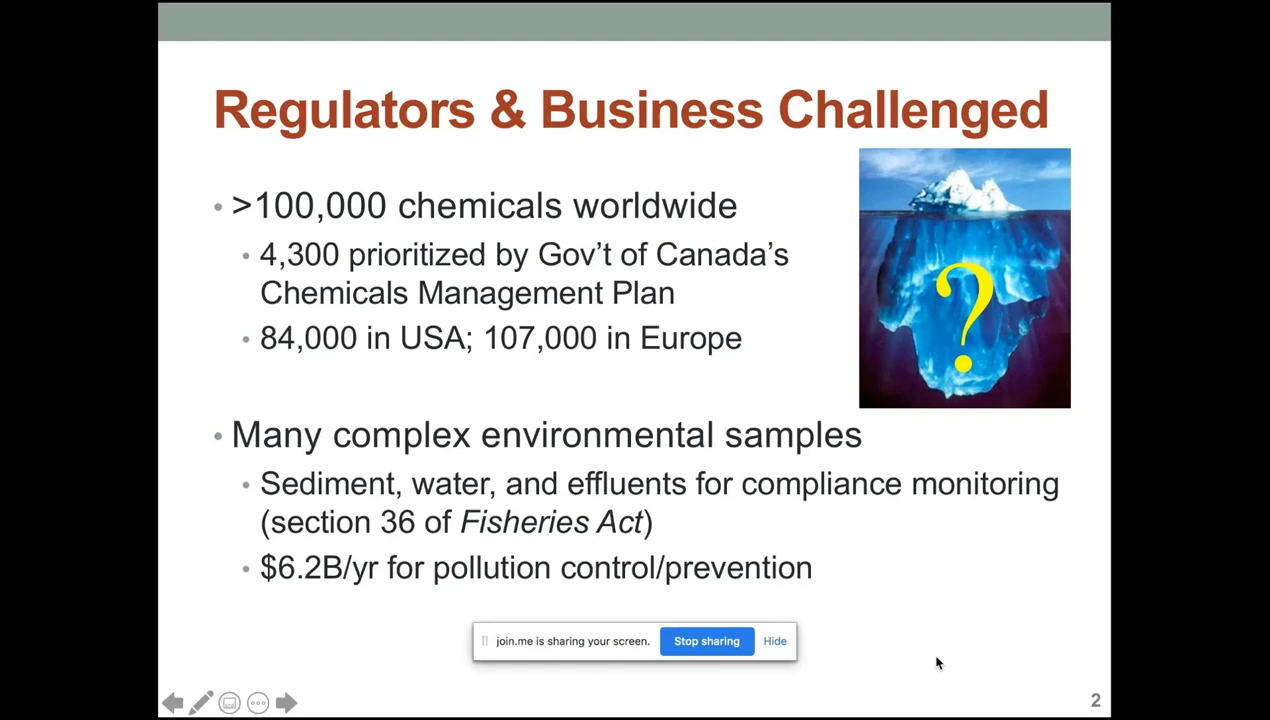 Regulators & Business Challenged
• >100,000 chemicals worldwide
• 4,300 prioritized by Gov’t of Canada’s
Chemicals Management Plan
• 84,000 in USA; 107,000 in Europe
?
• Many complex environmental samples
• Sediment, water, and effluents for compliance monitoring
(section 36 of Fisheries Act)
• $6.2B/yr for pollution control/prevention
join.me is sharing your screen. Stop sharing Hide
2